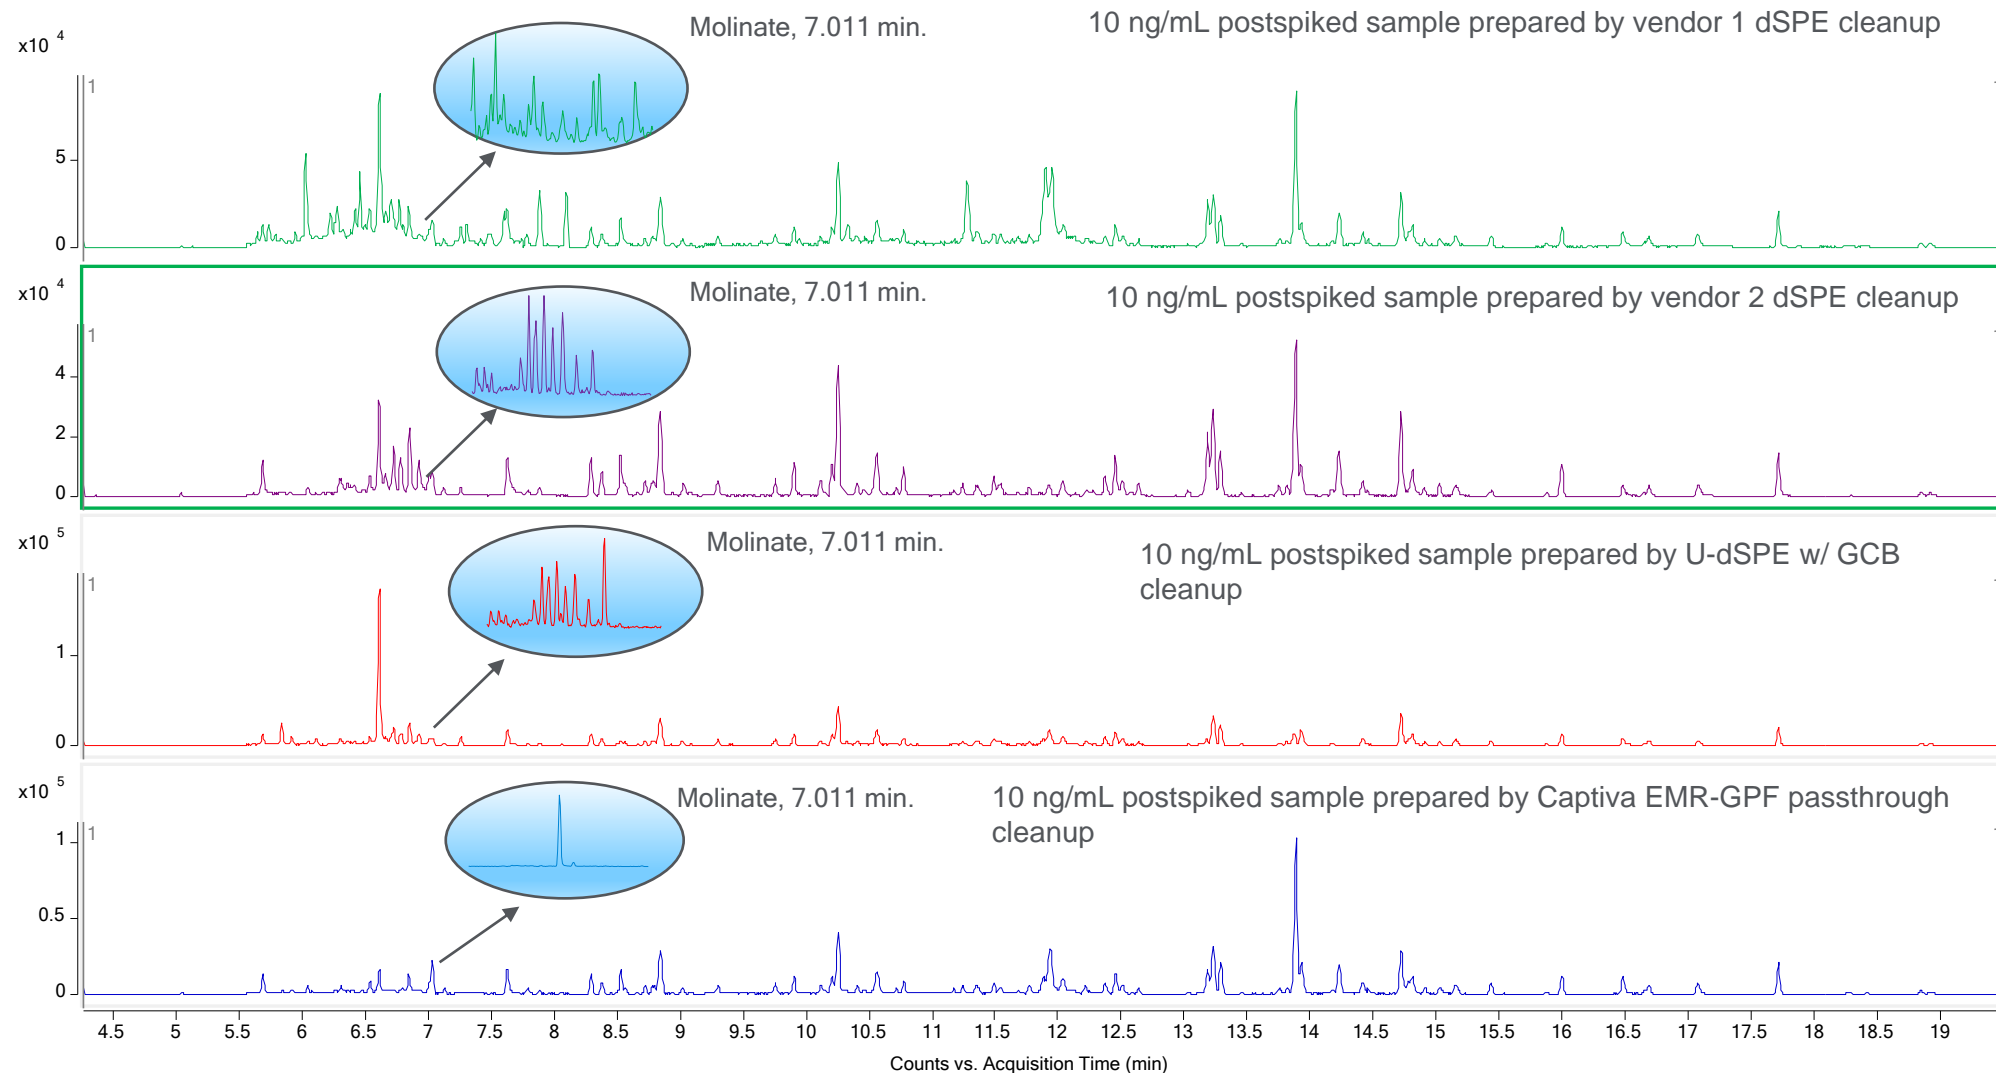 Molinate, 7.011 min.
10 ng/mL postspiked sample prepared by vendor 1 dSPE cleanup
x10 4
1
5
0
Molinate, 7.011 min.
10 ng/mL postspiked sample prepared by vendor 2 dSPE cleanup
x10 4
1
4
2
0
Molinate, 7.011 min.
10 ng/mL postspiked sample prepared by U-dSPE w/ GCB
cleanup
x10 5
1
1
0
Molinate, 7.011 min.
10 ng/mL postspiked sample prepared by Captiva EMR-GPF passthrough
cleanup
x10 5
1
1
0.5
0
4.5 5 5.5 6 6.5 7 7.5 8 8.5 9 9.5 10 10.5 11 11.5 12 12.5 13 13.5 14 14.5 15 15.5 16 16.5 17 17.5 18 18.5 19
Counts vs. Acquisition Time (min)